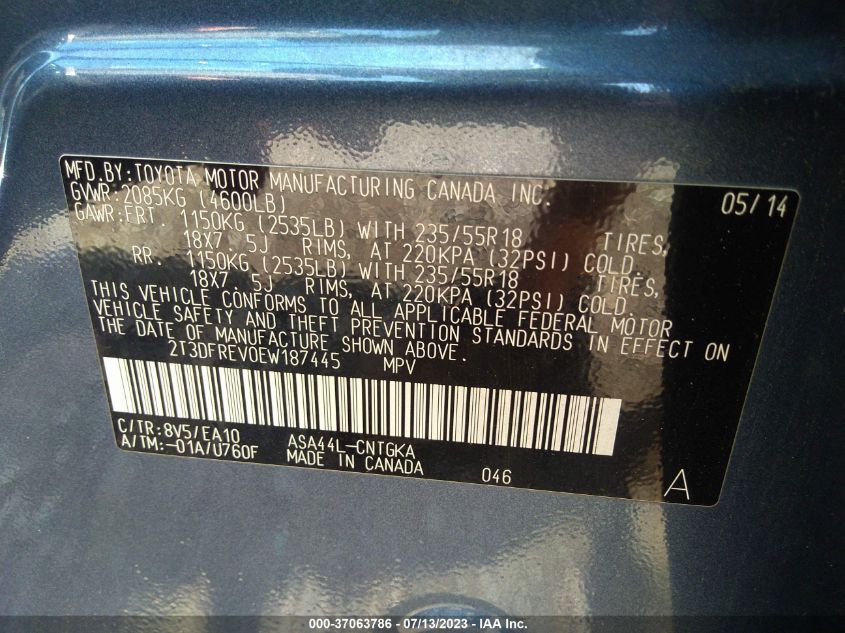 MFD.BY:TOYOTA MOTOR MANUFACTURING CANADA INC. 05/14
GVWR:2085KG (4600LB)
GAWR:FRT. 1150KG (2535LB) WITH 235/55R18 TIRES,
18X7. 5J RIMS, AT 220KPA (32PSI) COLD.
RR. 1150KG (2535LB) WITH 235/55R18 TIRES,
18X7. 5J RIMS, AT 220KPA (32PSI) COLD.
THIS VEHICLE CONFORMS TO ALL APPLICABLE FEDERAL MOTOR
VEHICLE SAFETY AND THEFT PREVENTION STANDARDS IN EFFECT ON
THE DATE OF MANUFACTURE SHOWN ABOVE.
2T3DFREV0EW187445 MPV
C/TR:8V5/EA10 ASA44L-CNTGKA
A/TM:-01A/U760F MADE IN CANADA 046 A
000-37063786 - 07/13/2023 - IAA Inc.